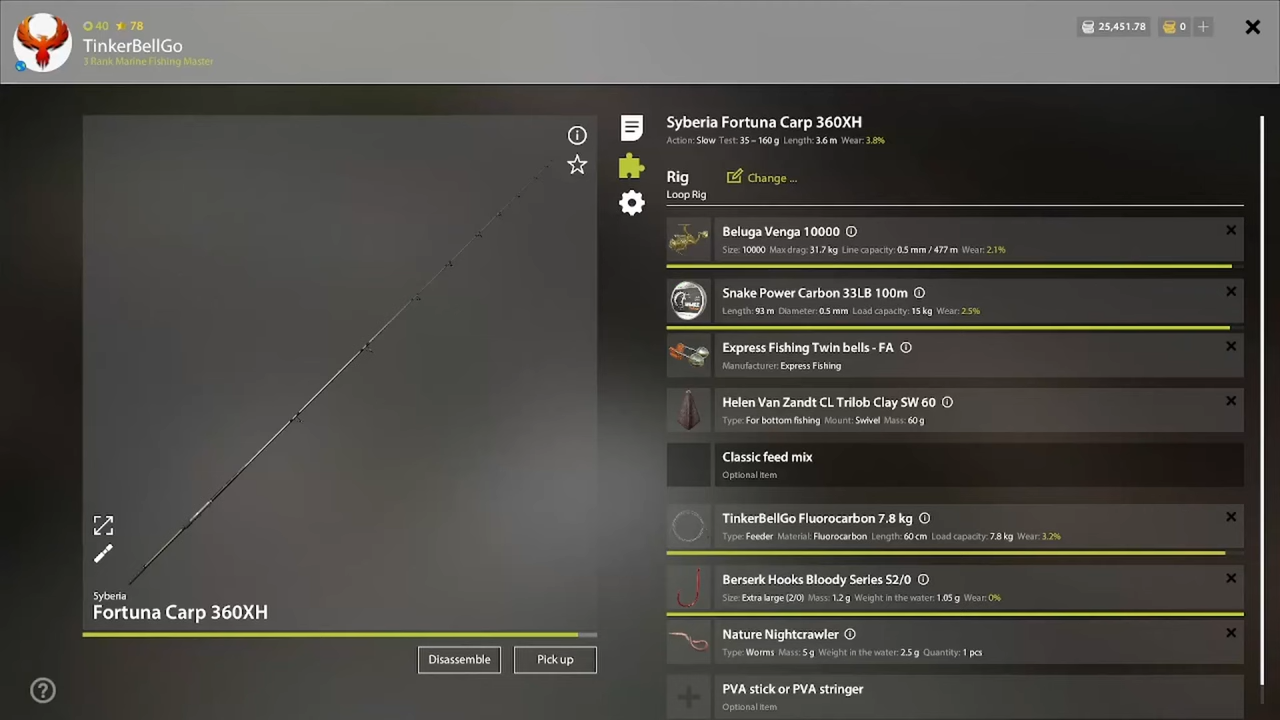 40 78
TinkerBellGo
3 Rank Marine Fishing Master
25,451.78 0
Syberia Fortuna Carp 360XH
Action: Slow Test: 35 – 160 g Length: 3.6 m Wear: 3.8%
Rig Change ...
Loop Rig
Beluga Venga 10000
Size: 10000 Max drag: 31.7 kg Line capacity: 0.5 mm / 477 m Wear: 2.1%
Snake Power Carbon 33LB 100m
Length: 93 m Diameter: 0.5 mm Load capacity: 15 kg Wear: 2.5%
Express Fishing Twin bells - FA
Manufacturer: Express Fishing
Helen Van Zandt CL Trilob Clay SW 60
Type: For bottom fishing Mount: Swivel Mass: 60 g
Classic feed mix
Optional item
TinkerBellGo Fluorocarbon 7.8 kg
Type: Feeder Material: Fluorocarbon Length: 60 cm Load capacity: 7.8 kg Wear: 3.2%
Berserk Hooks Bloody Series S2/0
Size: Extra large (2/0) Mass: 1.2 g Weight in the water: 1.05 g Wear: 0%
Nature Nightcrawler
Type: Worms Mass: 5 g Weight in the water: 2.5 g Quantity: 1 pcs
PVA stick or PVA stringer
Optional item
Syberia
Fortuna Carp 360XH
Disassemble Pick up